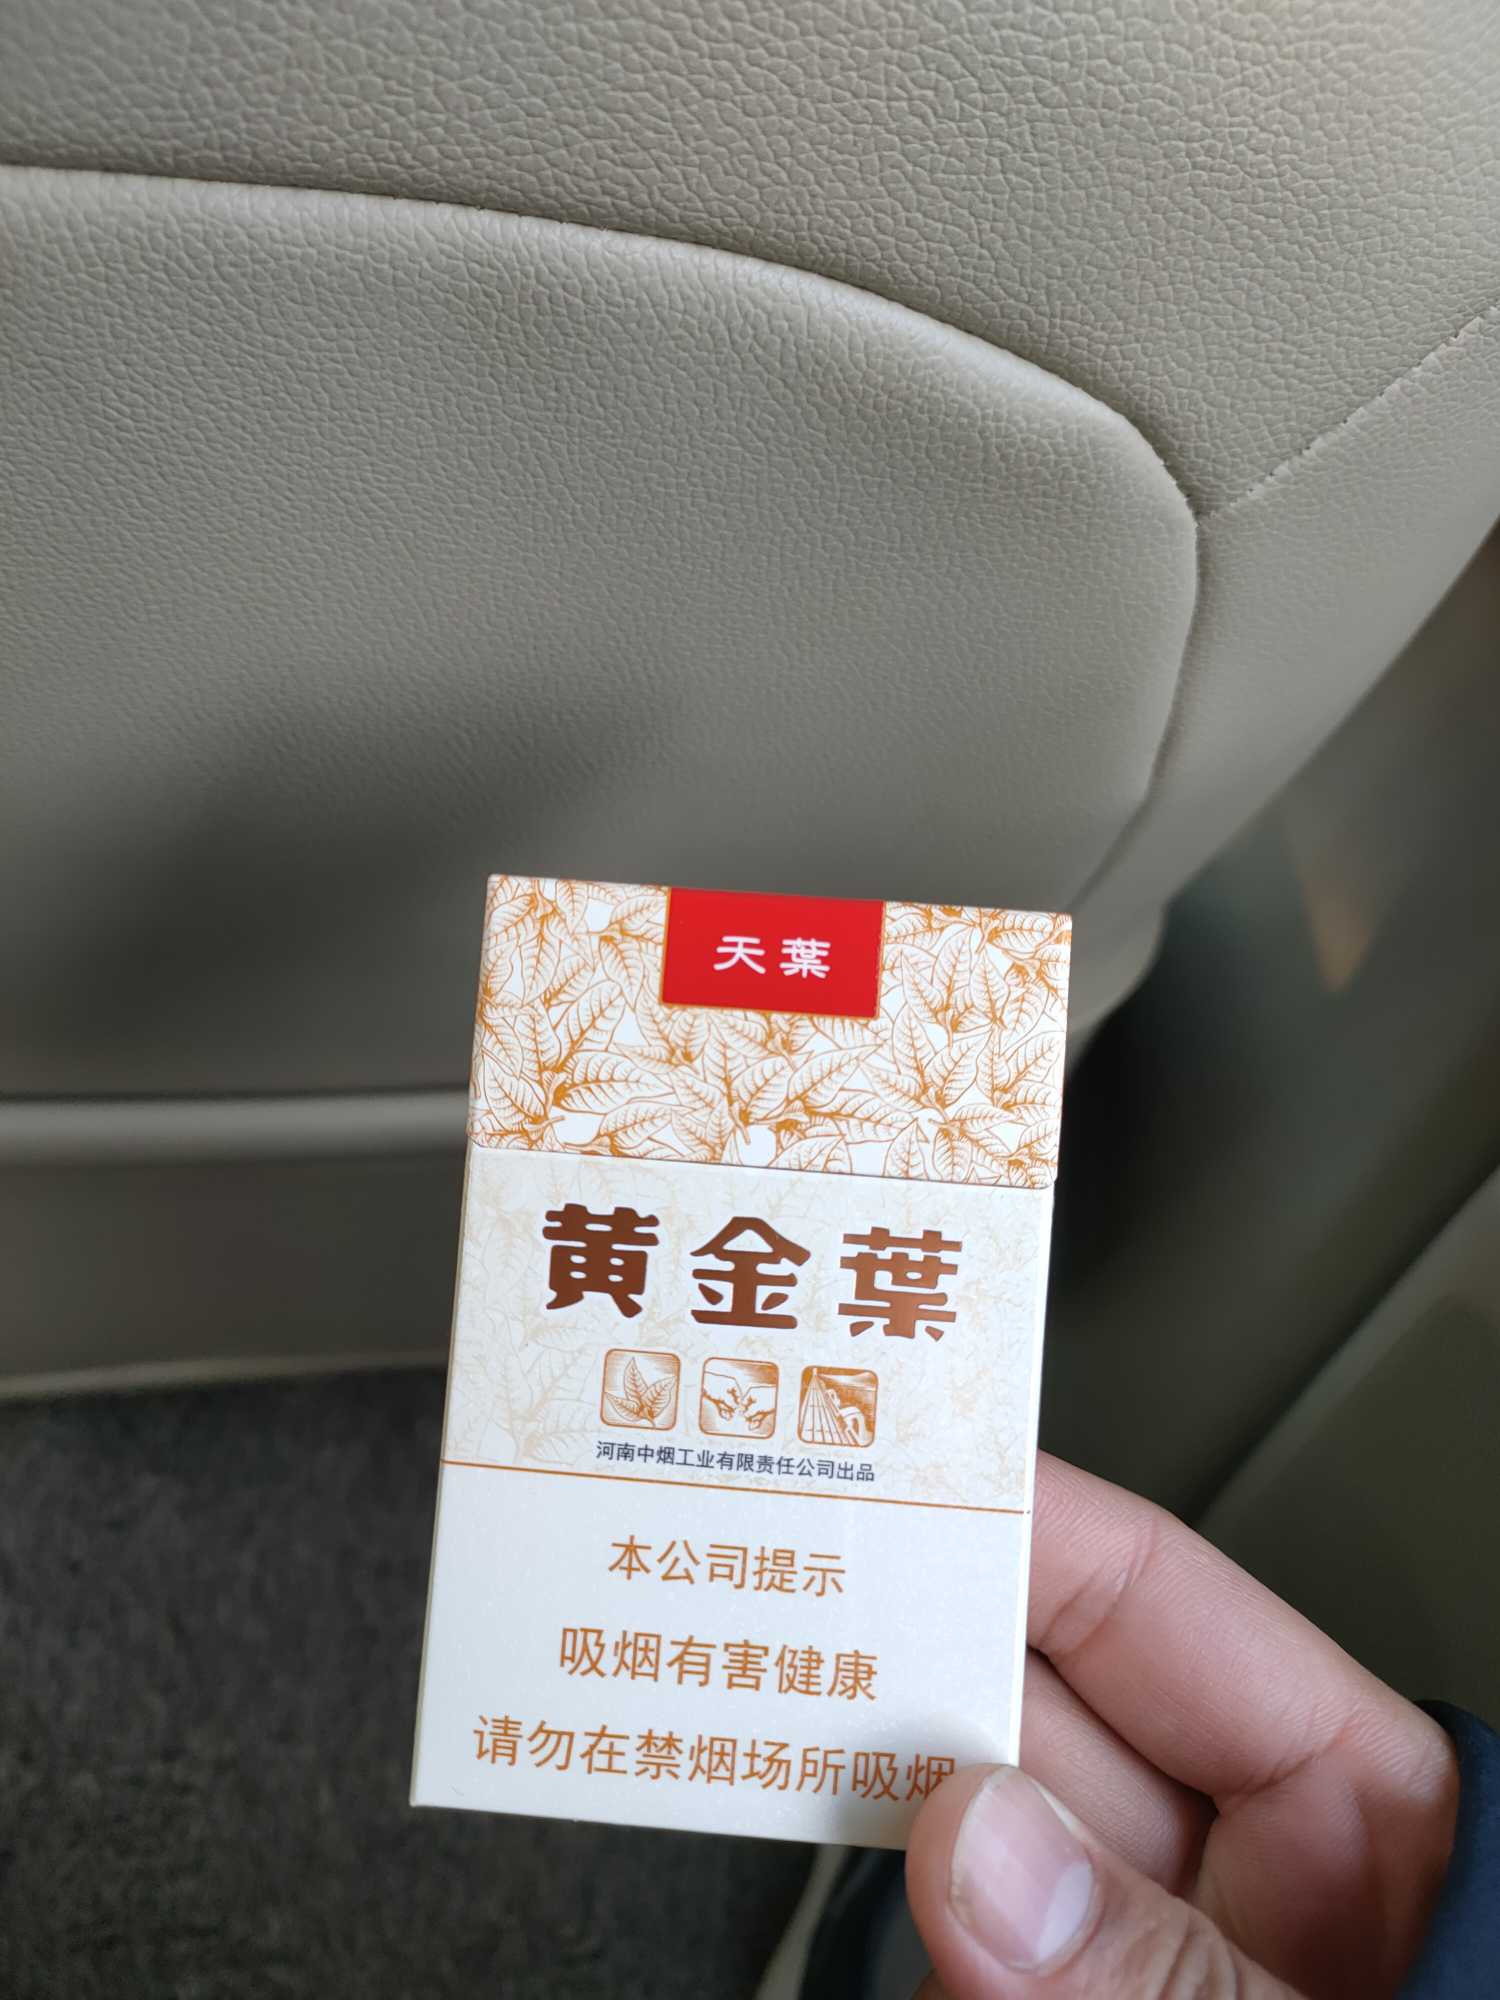 天葉
黄金葉
河南中烟工业有限责任公司出品
本公司提示
吸烟有害健康
请勿在禁烟场所吸烟